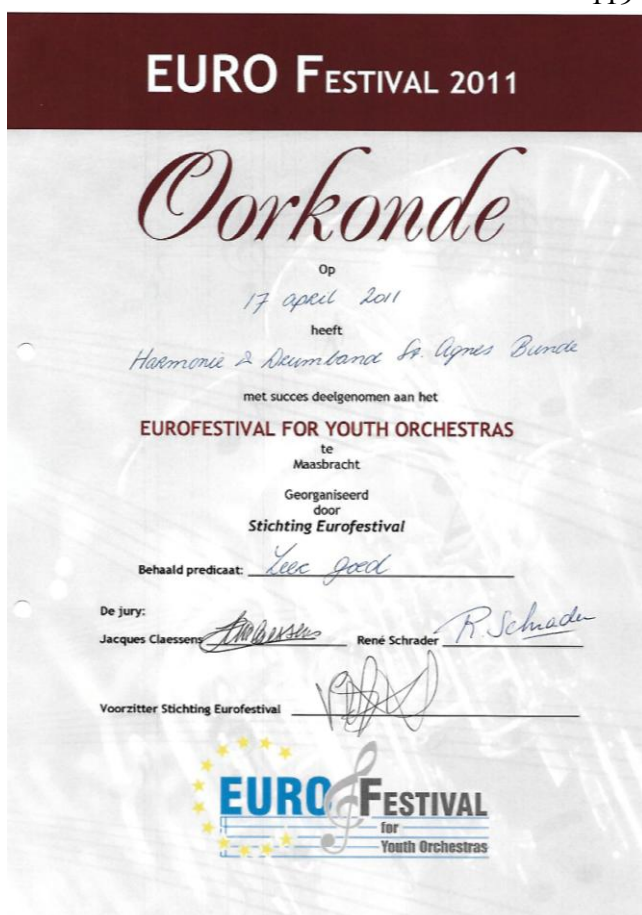 119
EURO FESTIVAL 2011
Oorkonde
Op
17 april 2011
heeft
Harmonie & Drumband St. Agnes Bunde
met succes deelgenomen aan het
EUROFESTIVAL FOR YOUTH ORCHESTRAS
te
Maasbracht
Georganiseerd
door
Stichting Eurofestival
Behaald predicaat: Zeer goed
De jury:
Jacques Claessens JClaessens René Schrader R. Schrader
Voorzitter Stichting Eurofestival
EURO FESTIVAL
for
Youth Orchestras